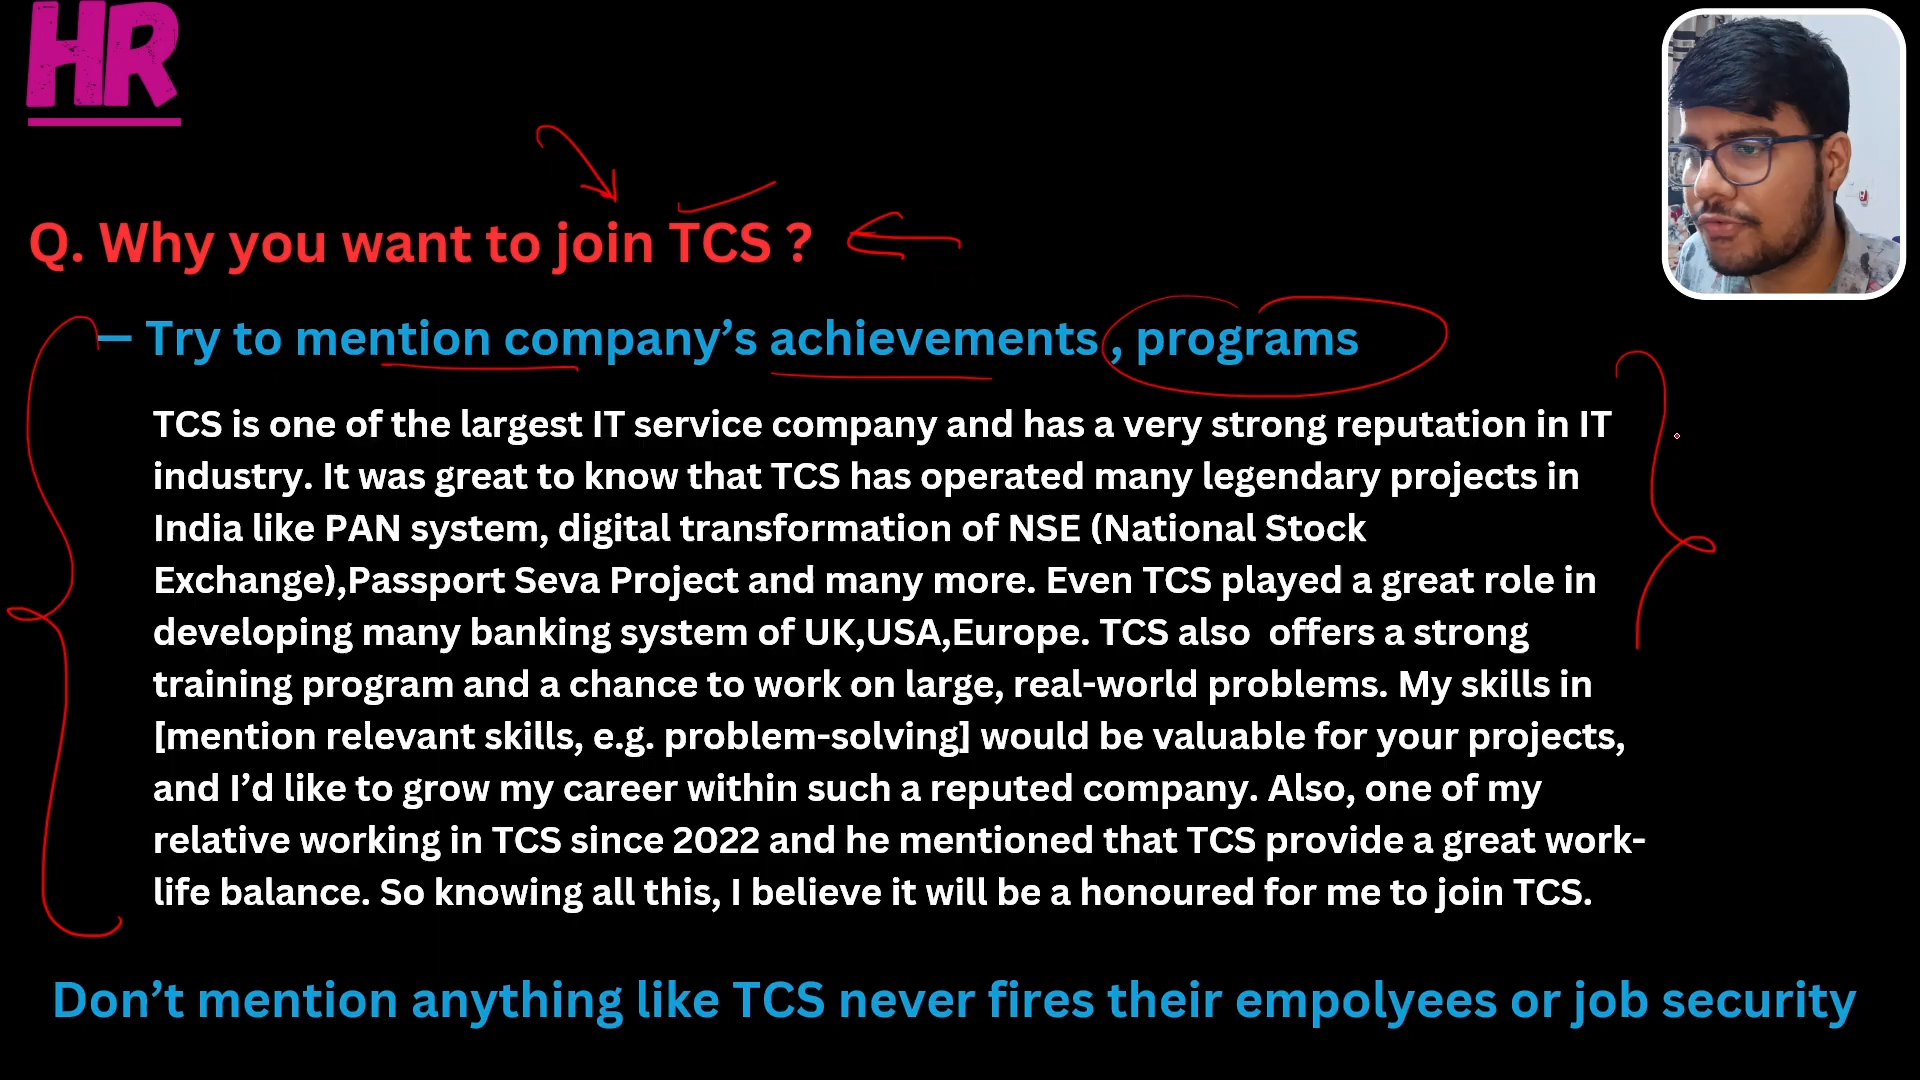 HR
Q. Why you want to join TCS ?
— Try to mention company’s achievements , programs
TCS is one of the largest IT service company and has a very strong reputation in IT
industry. It was great to know that TCS has operated many legendary projects in
India like PAN system, digital transformation of NSE (National Stock
Exchange),Passport Seva Project and many more. Even TCS played a great role in
developing many banking system of UK,USA,Europe. TCS also  offers a strong
training program and a chance to work on large, real-world problems. My skills in
[mention relevant skills, e.g. problem-solving] would be valuable for your projects,
and I’d like to grow my career within such a reputed company. Also, one of my
relative working in TCS since 2022 and he mentioned that TCS provide a great work-
life balance. So knowing all this, I believe it will be a honoured for me to join TCS.
Don’t mention anything like TCS never fires their empolyees or job security